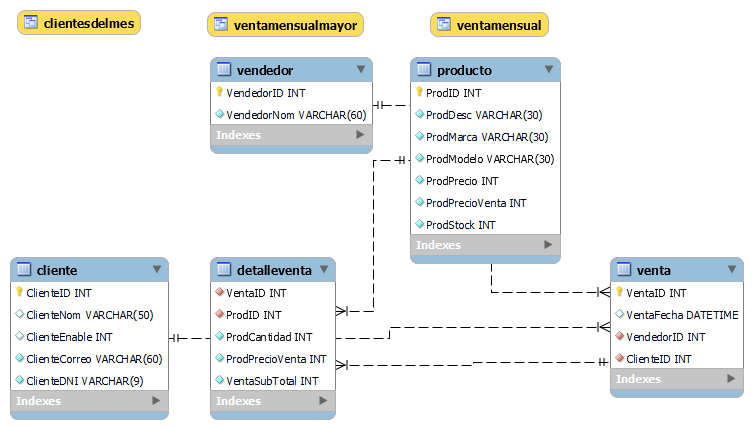 clientesdelmes
ventamensualmayor
ventamensual
vendedor
VendedorID INT
VendedorNom VARCHAR(60)
Indexes
producto
ProdID INT
ProdDesc VARCHAR(30)
ProdMarca VARCHAR(30)
ProdModelo VARCHAR(30)
ProdPrecio INT
ProdPrecioVenta INT
ProdStock INT
Indexes
cliente
ClienteID INT
ClienteNom VARCHAR(50)
ClienteEnable INT
ClienteCorreo VARCHAR(60)
ClienteDNI VARCHAR(9)
Indexes
detalleventa
VentaID INT
ProdID INT
ProdCantidad INT
ProdPrecioVenta INT
VentaSubTotal INT
Indexes
venta
VentaID INT
VentaFecha DATETIME
VendedorID INT
ClienteID INT
Indexes